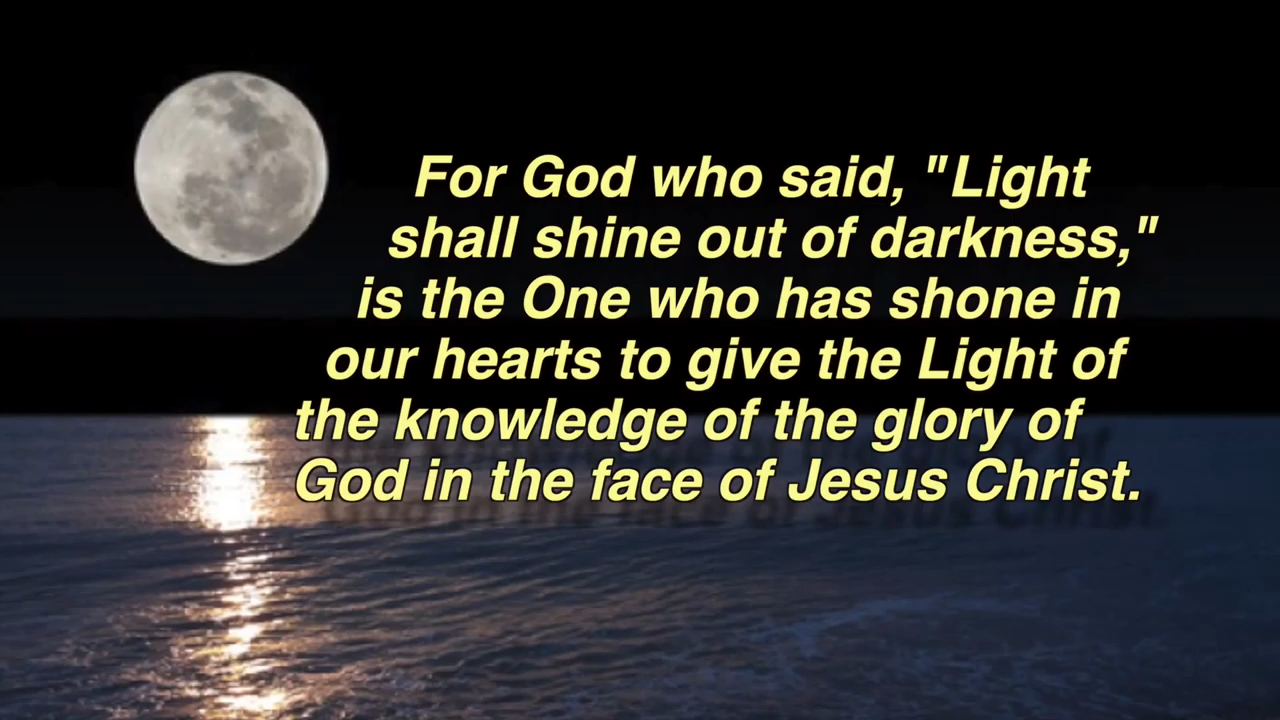 For God who said, "Light
shall shine out of darkness,"
is the One who has shone in
our hearts to give the Light of
the knowledge of the glory of
God in the face of Jesus Christ.